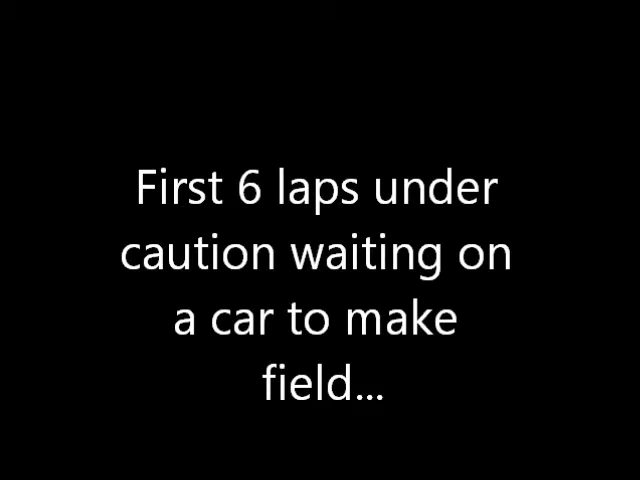 First 6 laps under
caution waiting on
a car to make
field...